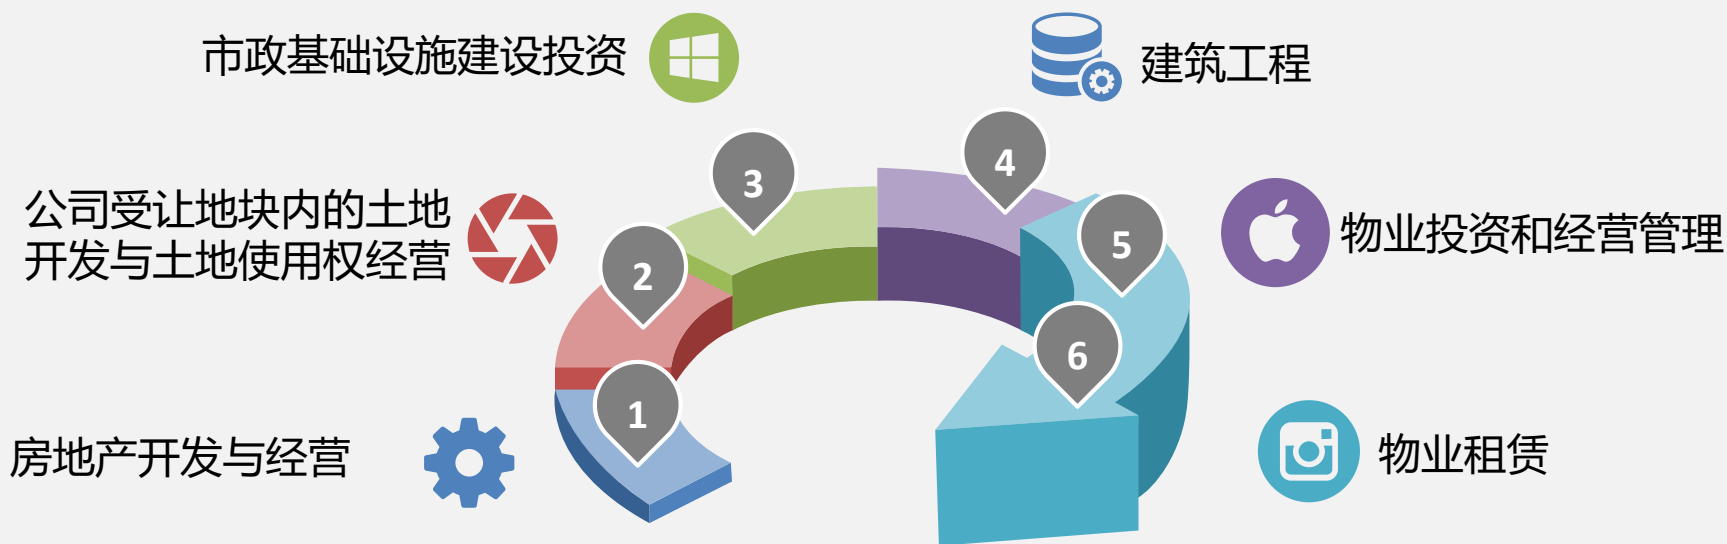 市政基础设施建设投资
建筑工程
3
4
公司受让地块内的土地
开发与土地使用权经营
2
5
物业投资和经营管理
6
1
房地产开发与经营
物业租赁